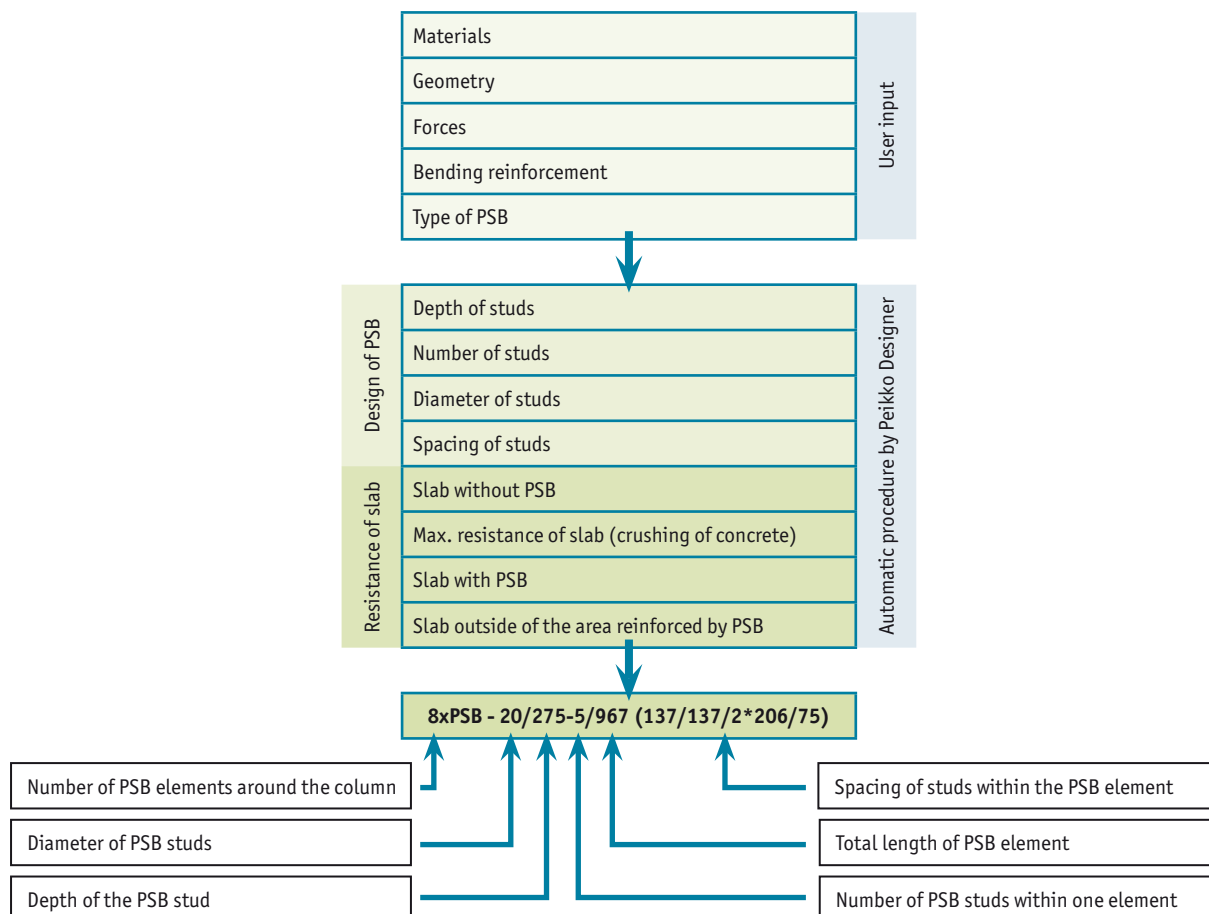 Materials
Geometry
Forces
Bending reinforcement
Type of PSB
User input
Depth of studs
Number of studs
Diameter of studs
Spacing of studs
Design of PSB
Slab without PSB
Max. resistance of slab (crushing of concrete)
Slab with PSB
Slab outside of the area reinforced by PSB
Resistance of slab
Automatic procedure by Peikko Designer
8xPSB - 20/275-5/967 (137/137/2*206/75)
Number of PSB elements around the column
Diameter of PSB studs
Depth of the PSB stud
Spacing of studs within the PSB element
Total length of PSB element
Number of PSB studs within one element